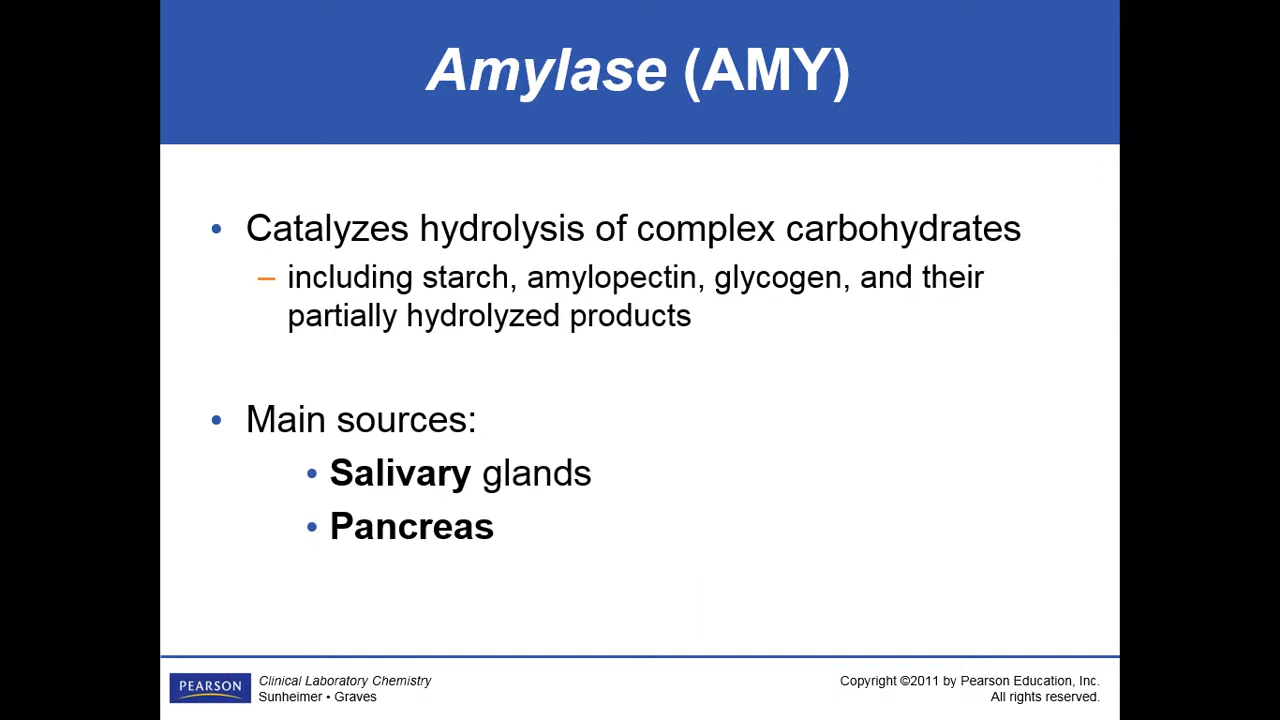 Amylase (AMY)
• Catalyzes hydrolysis of complex carbohydrates
– including starch, amylopectin, glycogen, and their
partially hydrolyzed products
• Main sources:
• Salivary glands
• Pancreas
PEARSON
Clinical Laboratory Chemistry
Sunheimer • Graves
Copyright ©2011 by Pearson Education, Inc.
All rights reserved.